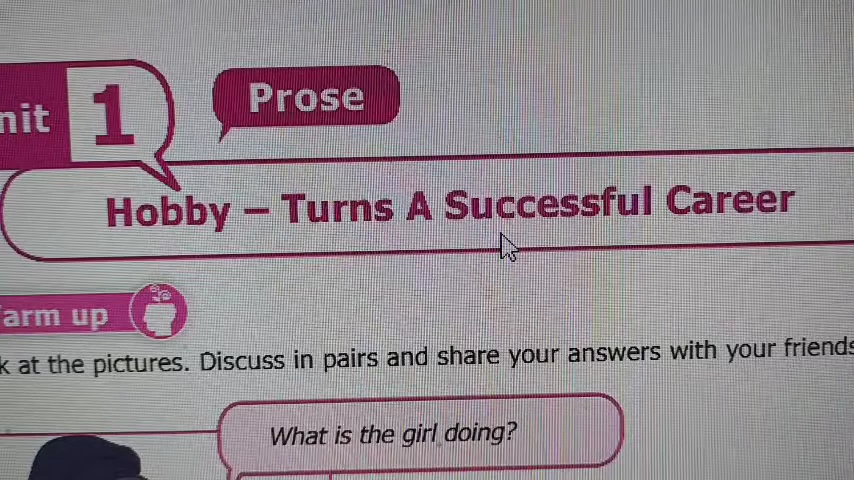 nit 1 Prose
Hobby – Turns A Successful Career
arm up
k at the pictures. Discuss in pairs and share your answers with your friends
What is the girl doing?